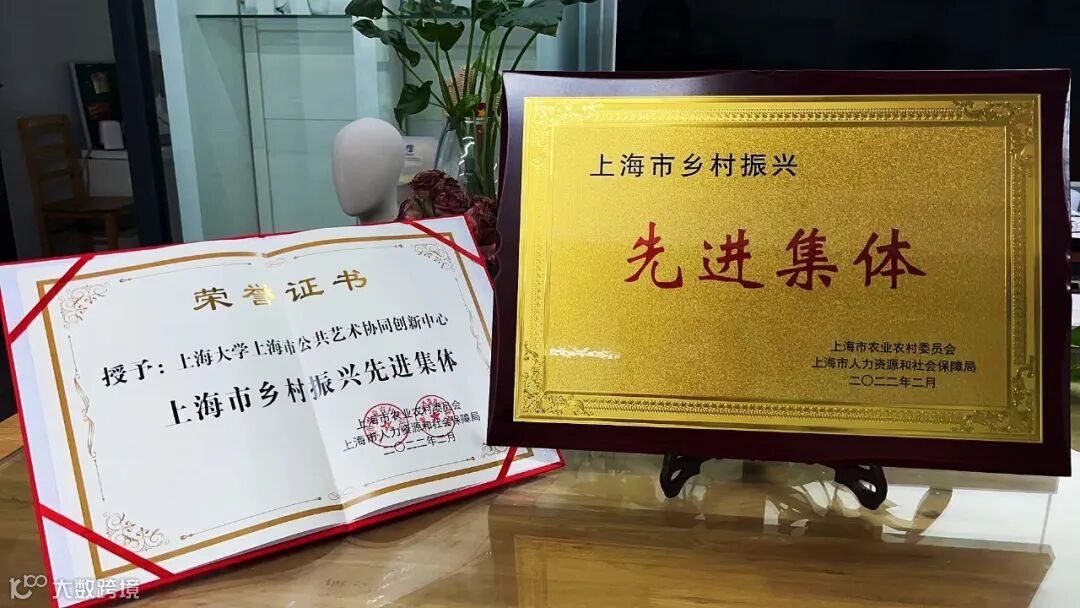 荣誉证书
授予：上海大学上海市公共艺术协同创新中心
上海市乡村振兴先进集体
上海市农业农村委员会
上海市人力资源和社会保障局
二〇二二年二月
上海市乡村振兴
先进集体
上海市农业农村委员会
上海市人力资源和社会保障局
二〇二二年二月
大数跨境